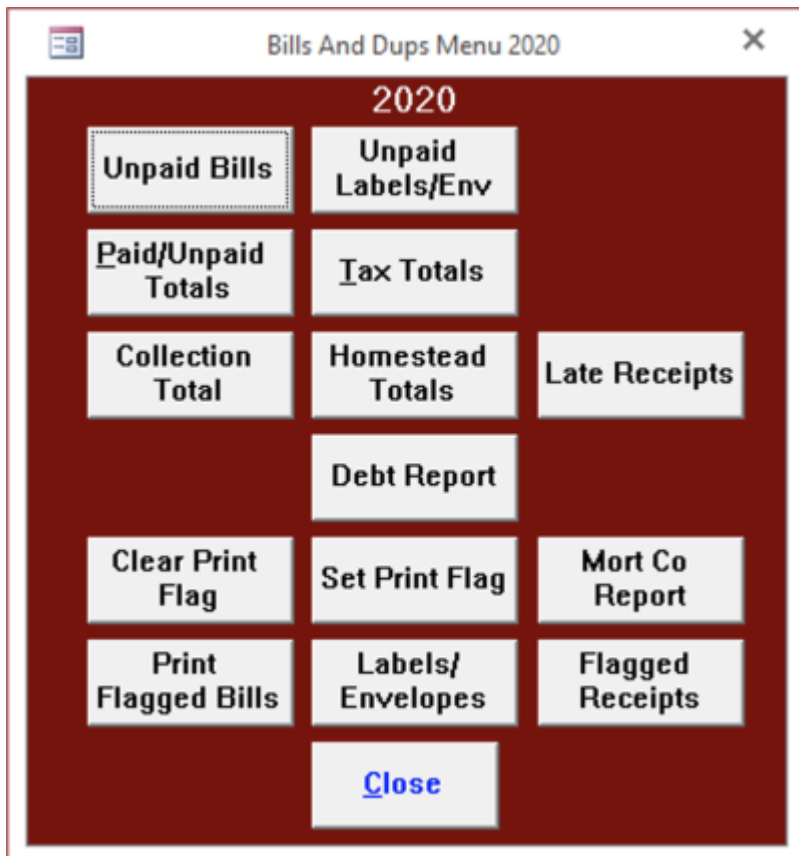 Bills And Dups Menu 2020
2020
Unpaid Bills
Unpaid
Labels/Env
Paid/Unpaid
Totals
Tax Totals
Collection
Total
Homestead
Totals
Late Receipts
Debt Report
Clear Print
Flag
Set Print Flag
Mort Co
Report
Print
Flagged Bills
Labels/
Envelopes
Flagged
Receipts
Close